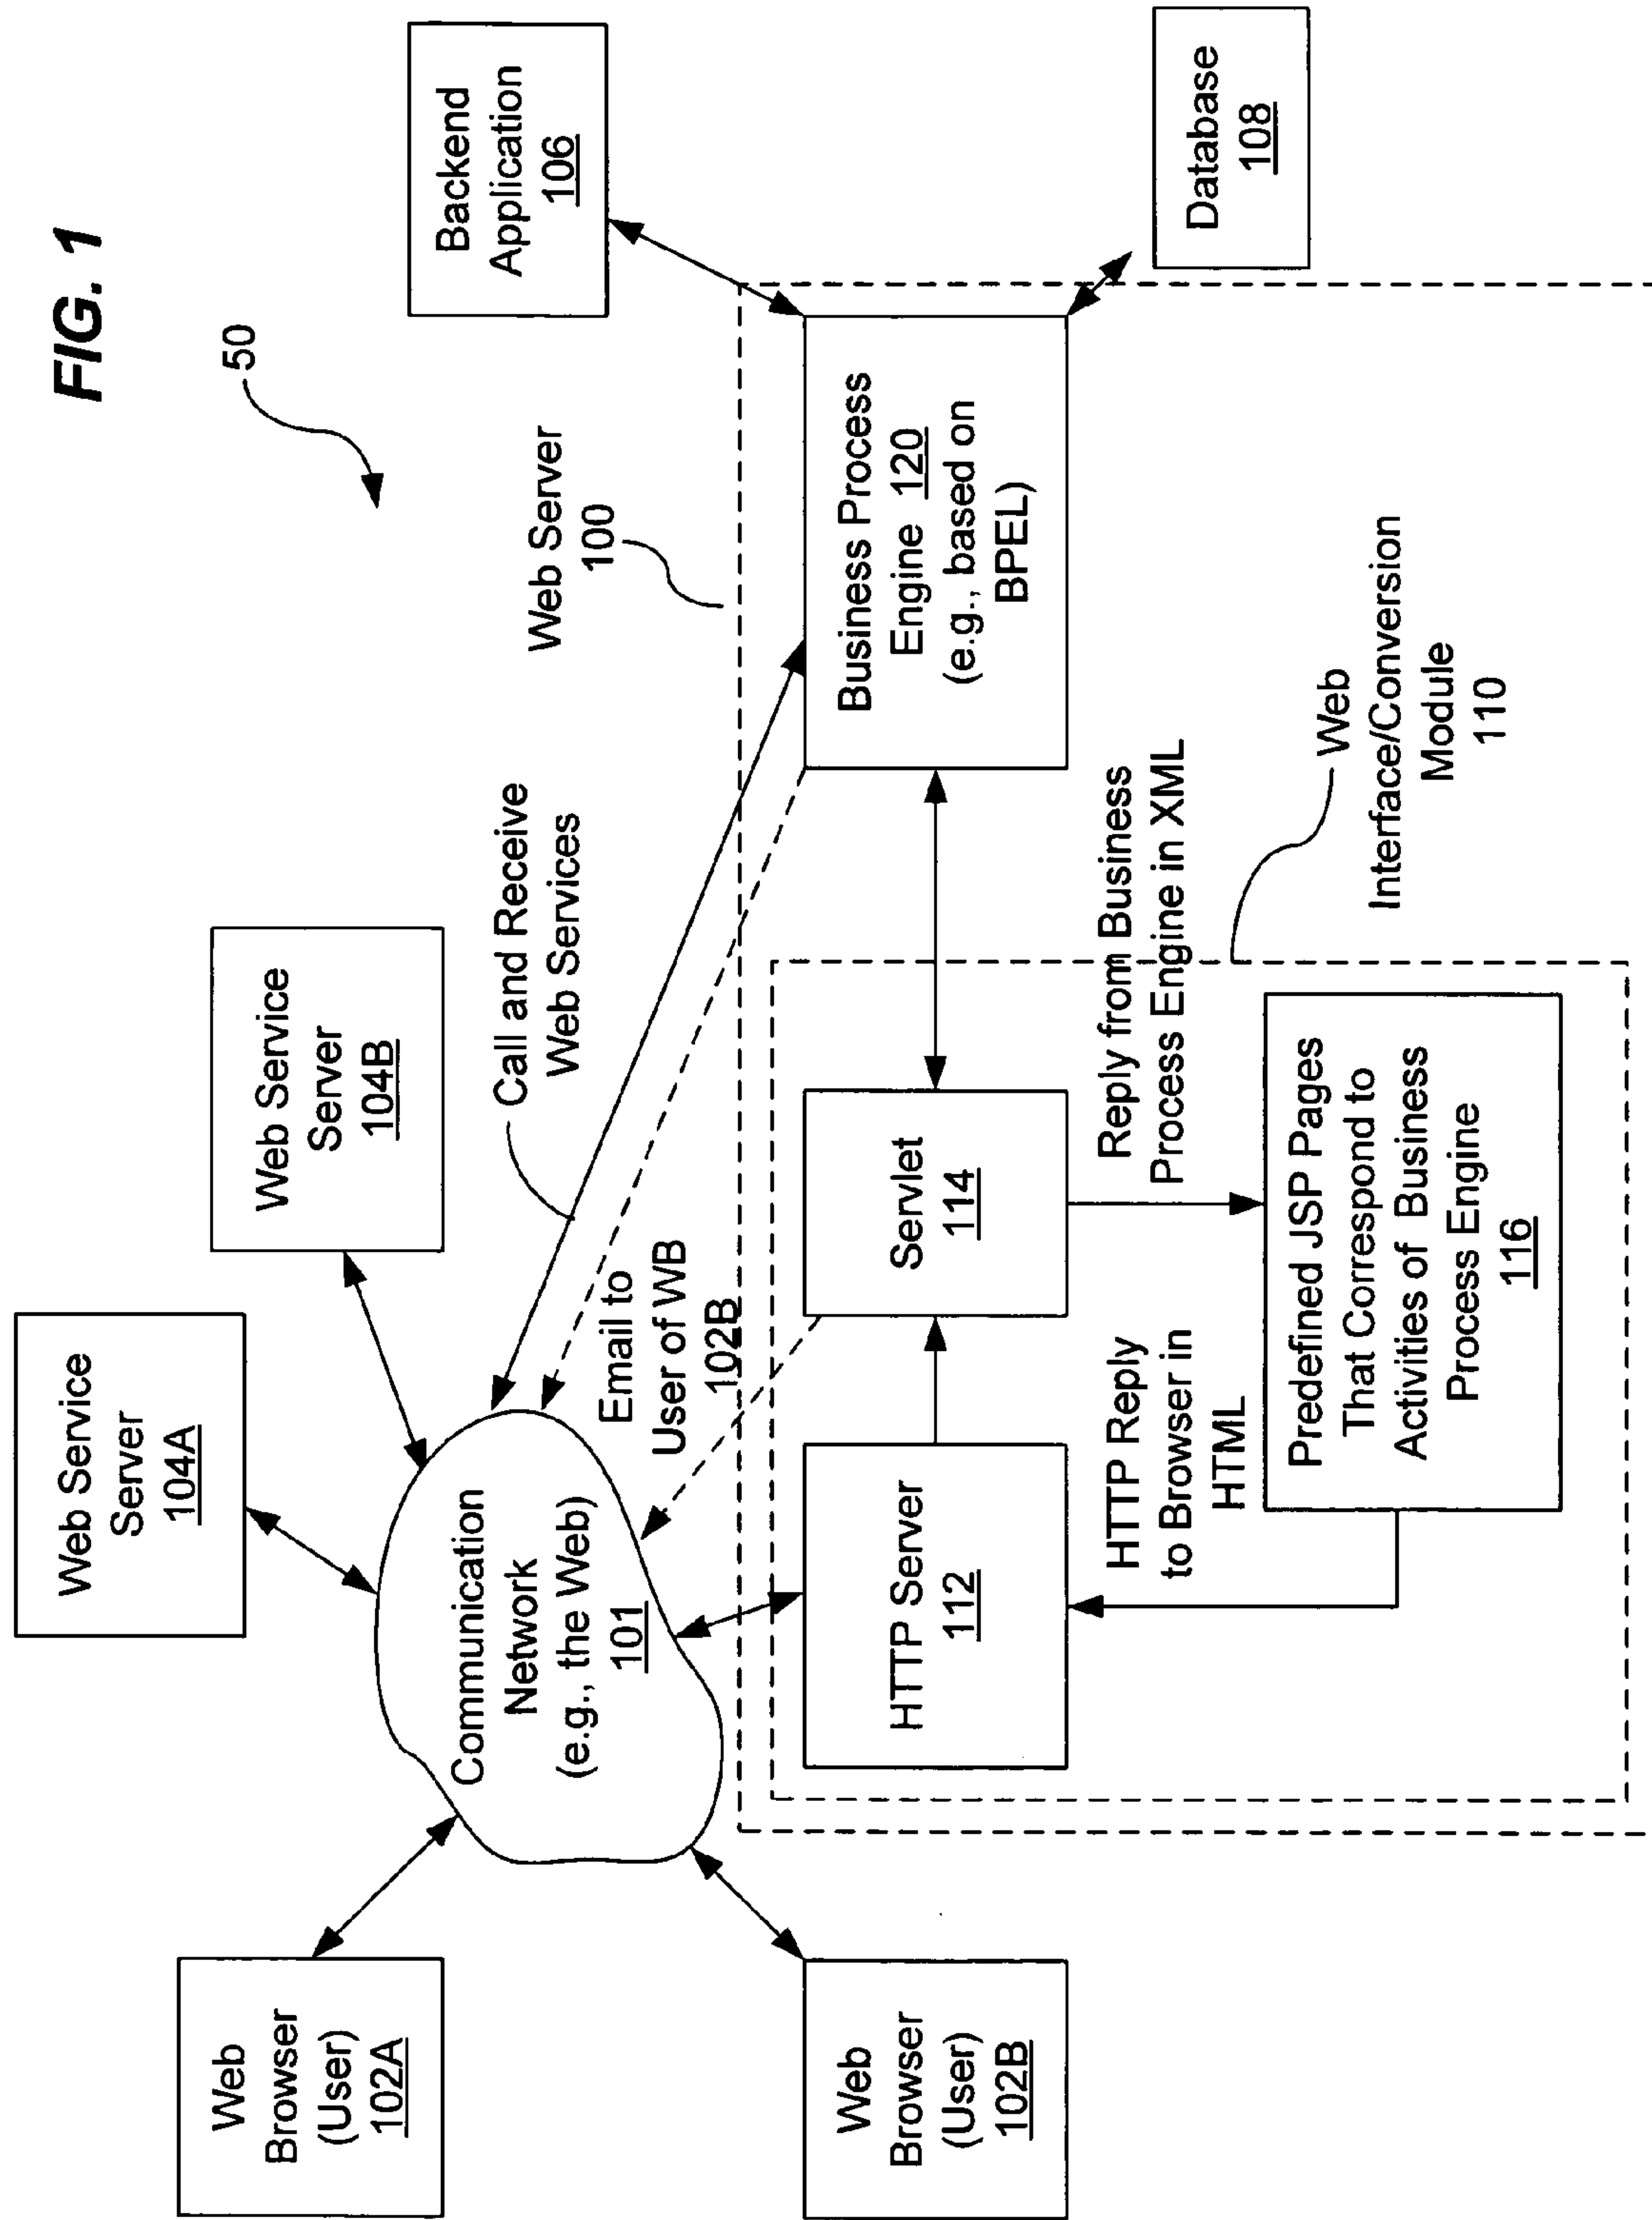 FIG. 1
50
Web Service
Server
104A
Web Service
Server
104B
Web
Browser
(User)
102A
Communication
Network
(e.g., the Web)
101
Call and Receive
Web Services
Web Server
100
Backend
Application
106
Email to
User of WB
102B
Web
Browser
(User)
102B
HTTP Server
112
Servlet
114
Business Process
Engine 120
(e.g., based on
BPEL)
Database
108
HTTP Reply
to Browser in
HTML
Reply from Business
Process Engine in XML
Predefined JSP Pages
That Correspond to
Activities of Business
Process Engine
116
Web
Interface/Conversion
Module
110